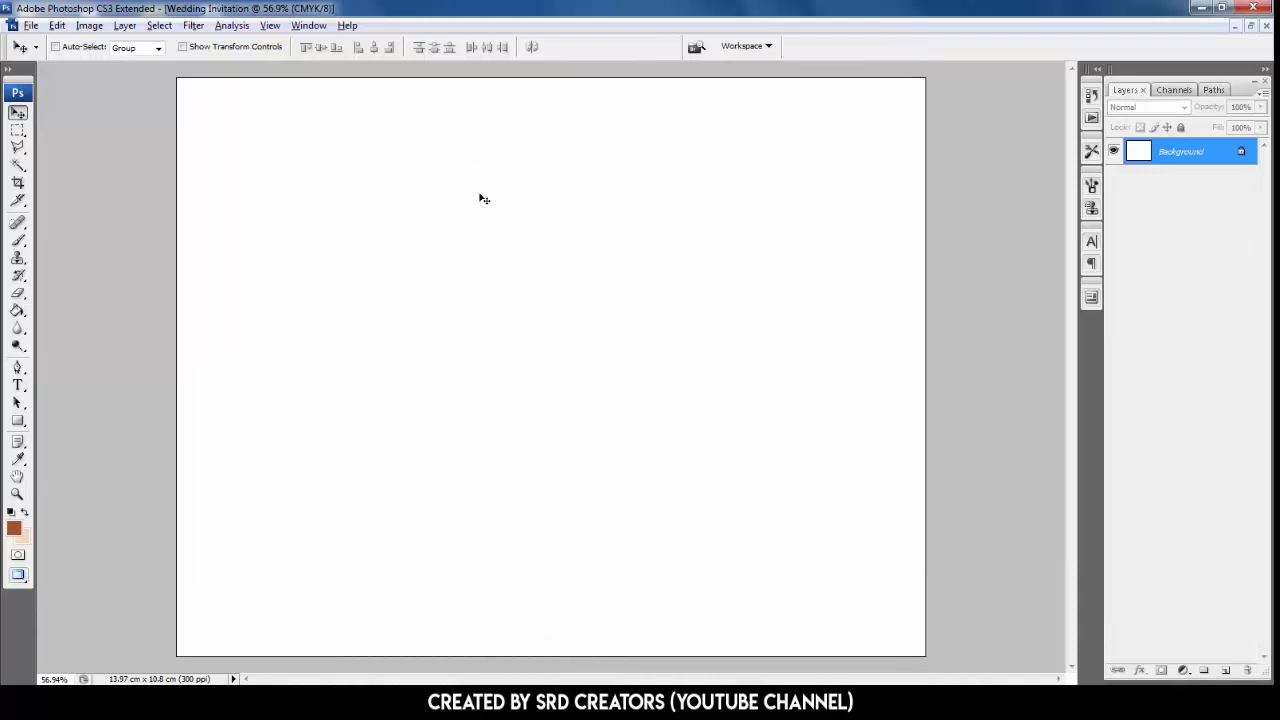 Adobe Photoshop CS3 Extended - [Wedding Invitation @ 56.9% (CMYK/8)]
File Edit Image Layer Select Filter Analysis View Window Help
Auto-Select: Group Show Transform Controls Workspace
Ps
Layers Channels Paths
Normal Opacity: 100%
Lock: Fill: 100%
Background
56.94% 13.97 cm x 10.8 cm (300 ppi)
CREATED BY SRD CREATORS (YOUTUBE CHANNEL)